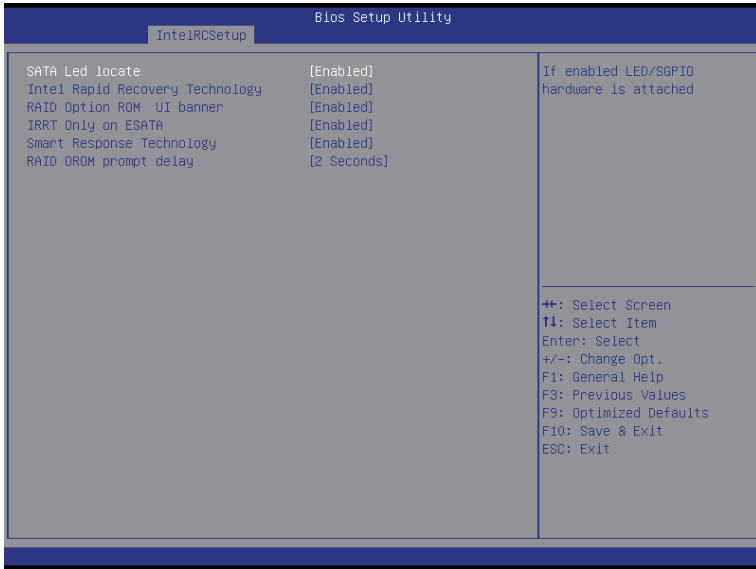 Bios Setup Utility
IntelRCSetup
SATA Led locate [Enabled]
Intel Rapid Recovery Technology [Enabled]
RAID Option ROM UI banner [Enabled]
IRRT Only on ESATA [Enabled]
Smart Response Technology [Enabled]
RAID OROM prompt delay [2 Seconds]
If enabled LED/SGPIO
hardware is attached
→←: Select Screen
↑↓: Select Item
Enter: Select
+/-: Change Opt.
F1: General Help
F3: Previous Values
F9: Optimized Defaults
F10: Save & Exit
ESC: Exit